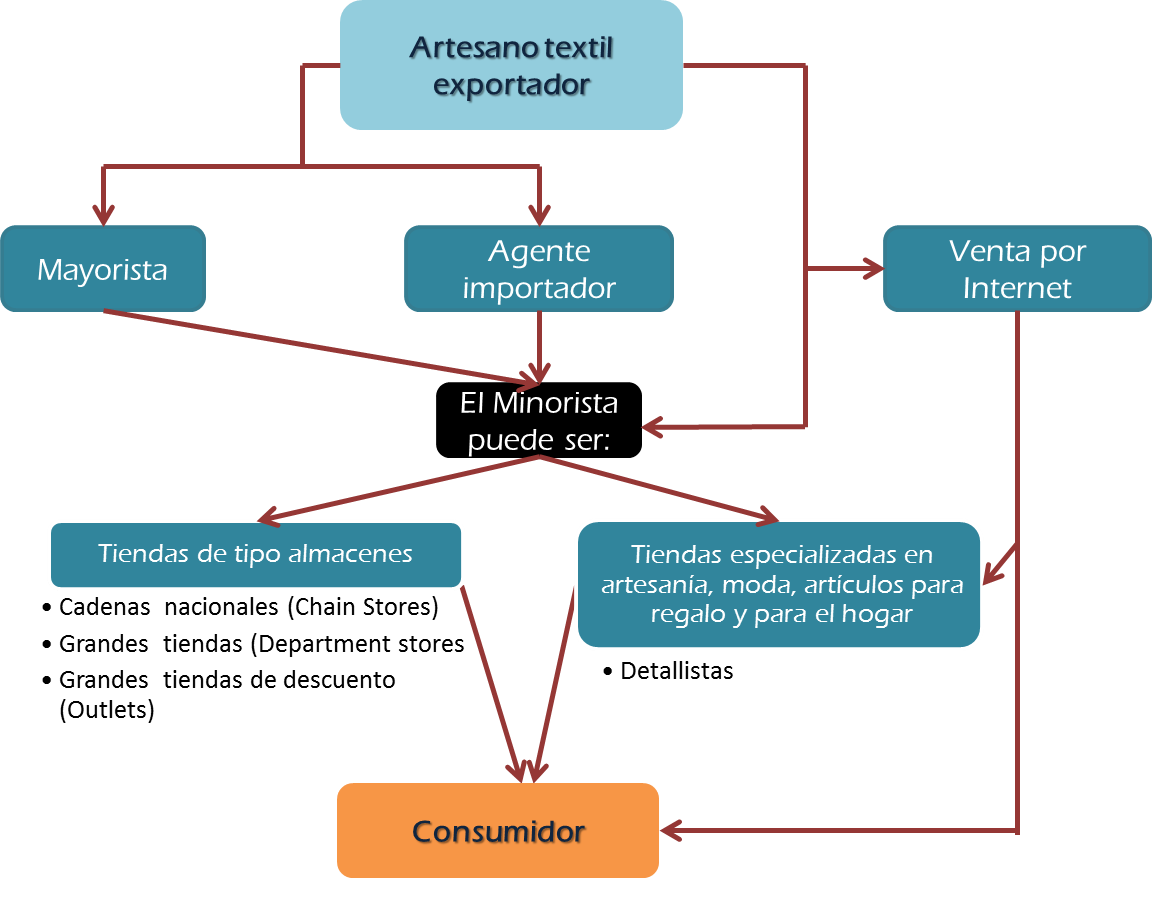 Artesano textil
exportador
Mayorista
Agente
importador
Venta por
Internet
El Minorista
puede ser:
Tiendas de tipo almacenes
• Cadenas nacionales (Chain Stores)
• Grandes tiendas (Department stores
• Grandes tiendas de descuento
(Outlets)
Tiendas especializadas en
artesanía, moda, artículos para
regalo y para el hogar
• Detallistas
Consumidor